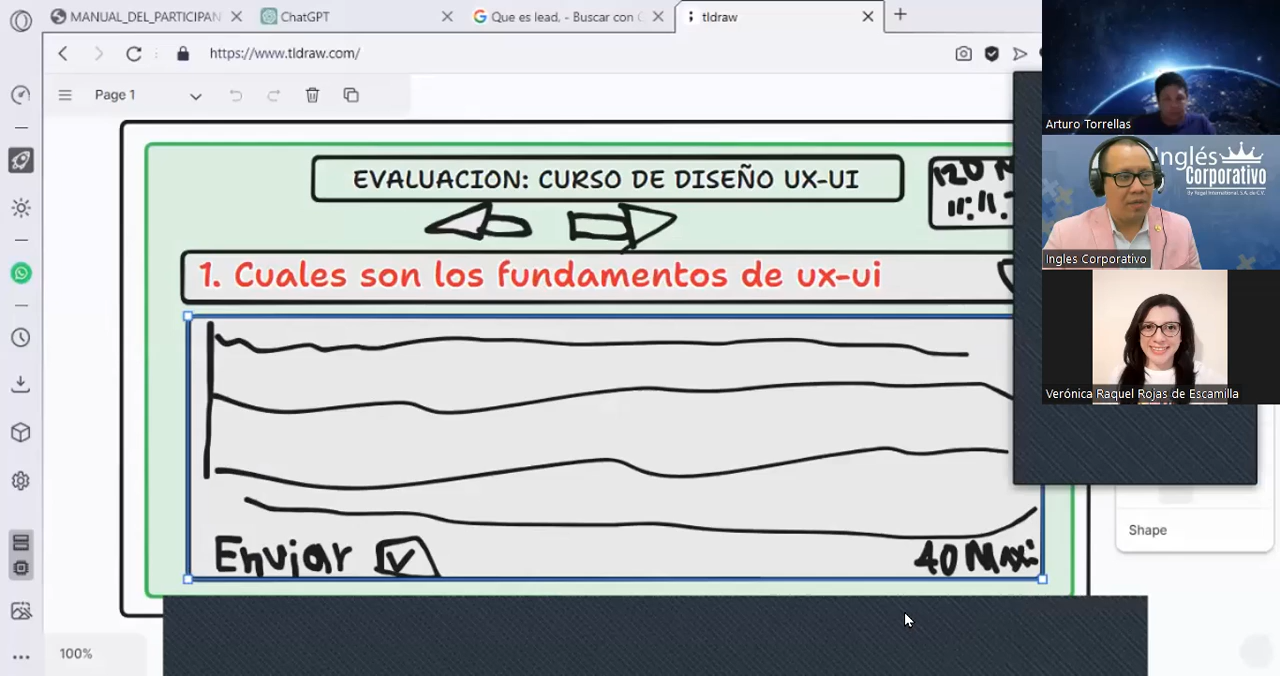 MANUAL_DEL_PARTICIPAN
ChatGPT
Que es lead, - Buscar con
tldraw
https://www.tldraw.com/
Page 1
EVALUACION: CURSO DE DISEÑO UX-UI
120
1. Cuales son los fundamentos de ux-ui
Enviar
40 Max:
100%
Shape
Arturo Torrellas
Inglés
Corporativo
Ingles Corporativo
Verónica Raquel Rojas de Escamilla